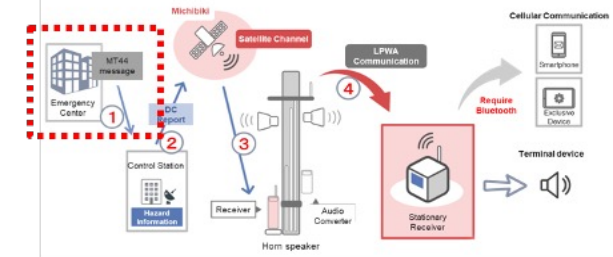 Michibiki
Satellite Channel
Cellular Communication
Smartphone
Exclusive
Device
MT44
message
Emergency
Center
1
DC
Report
2
3
LPWA
Communication
4
Require
Bluetooth
Control Station
Hazard
information
Receiver
Audio
Converter
Horn speaker
Stationary
Receiver
Terminal device